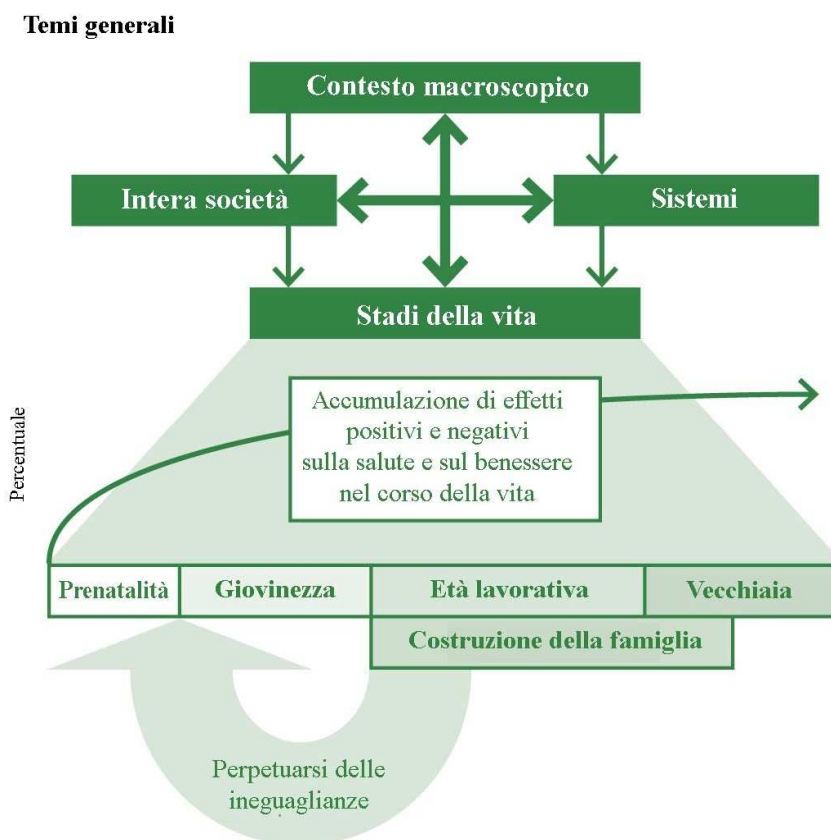 Temi generali
Contesto macroscopico
Intera società
Sistemi
Stadi della vita
Accumulazione di effetti
positivi e negativi
sulla salute e sul benessere
nel corso della vita
Percentuale
Prenatalità
Giovinezza
Età lavorativa
Vecchiaia
Costruzione della famiglia
Perpetuarsi delle
ineguaglianze